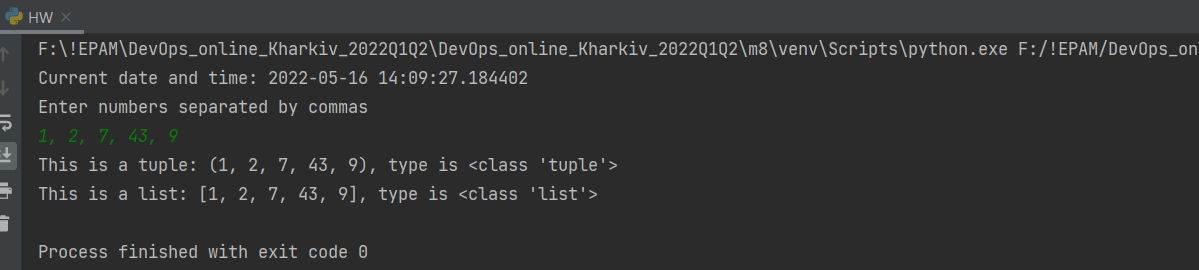 HW
F:\!EPAM\DevOps_online_Kharkiv_2022Q1Q2\DevOps_online_Kharkiv_2022Q1Q2\m8\venv\Scripts\python.exe F:/!EPAM/DevOps_on
Current date and time: 2022-05-16 14:09:27.184402
Enter numbers separated by commas
1, 2, 7, 43, 9
This is a tuple: (1, 2, 7, 43, 9), type is <class 'tuple'>
This is a list: [1, 2, 7, 43, 9], type is <class 'list'>
Process finished with exit code 0